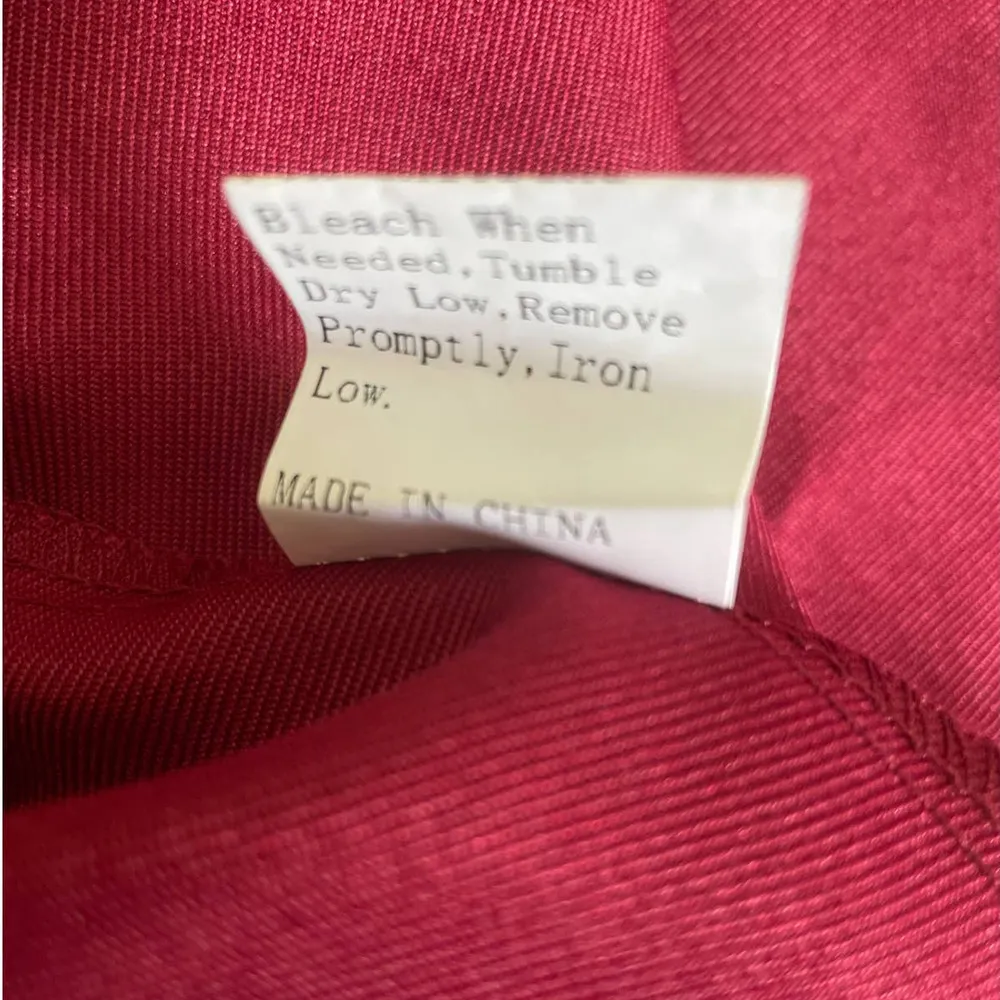 Bleach When
Needed,Tumble
Dry Low,Remove
Promptly,Iron
Low.
MADE IN CHINA